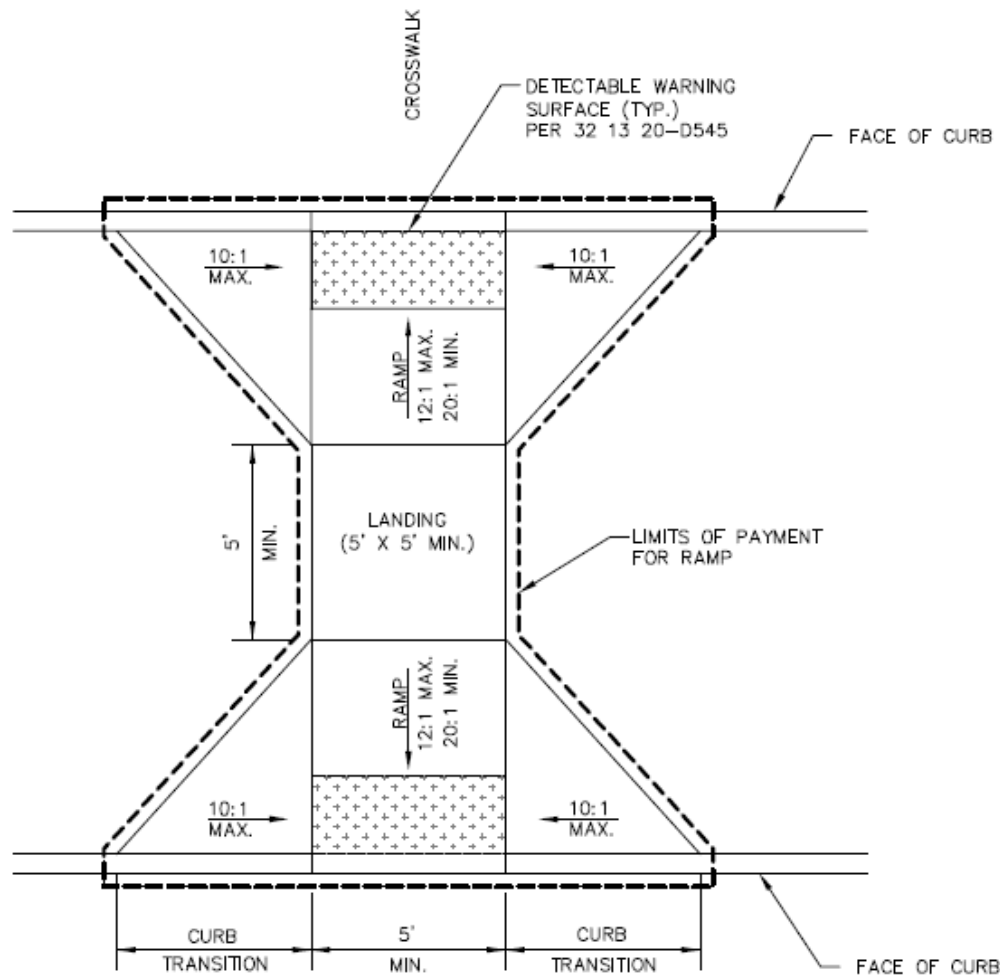 CROSSWALK
DETECTABLE WARNING
SURFACE (TYP.)
PER 32 13 20-D545
FACE OF CURB
10:1
MAX.
10:1
MAX.
RAMP
12:1 MAX.
20:1 MIN.
5'
MIN.
LANDING
(5' X 5' MIN.)
LIMITS OF PAYMENT
FOR RAMP
RAMP
12:1 MAX.
20:1 MIN.
10:1
MAX.
10:1
MAX.
CURB
TRANSITION
5'
MIN.
CURB
TRANSITION
FACE OF CURB